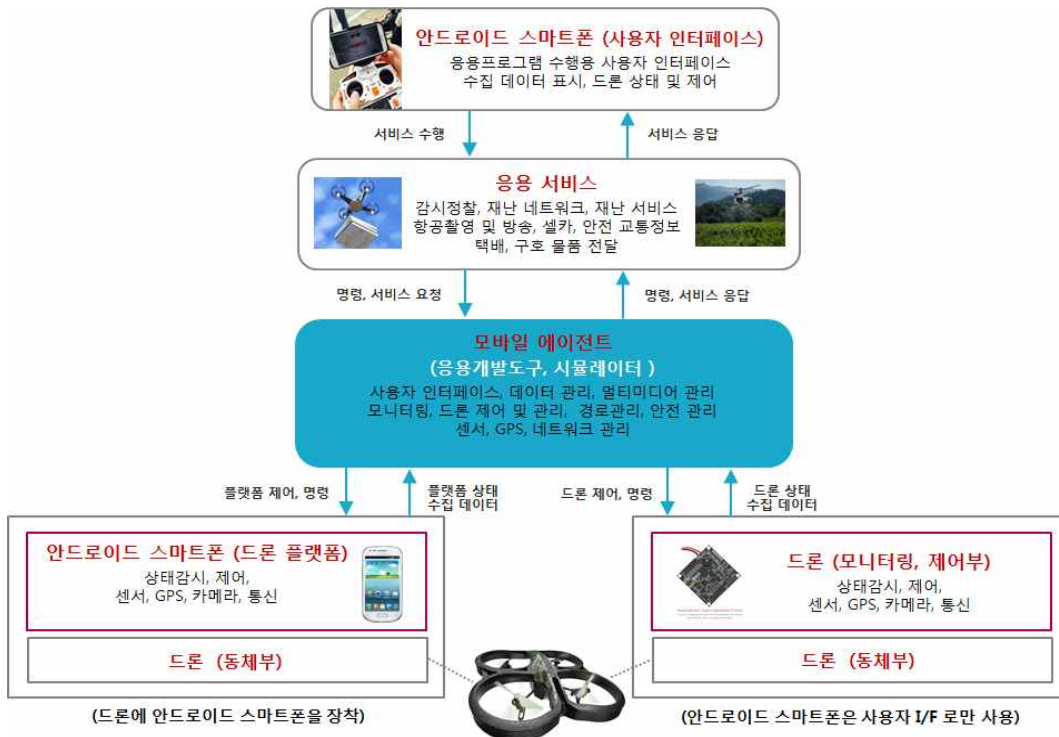 안드로이드 스마트폰 (사용자 인터페이스)
응용프로그램 수행용 사용자 인터페이스
수집 데이터 표시, 드론 상태 및 제어
서비스 수행
서비스 응답
응용 서비스
감시정찰, 재난 네트워크, 재난 서비스
항공촬영 및 방송, 셀카, 안전 교통정보
택배, 구호 물품 전달
명령, 서비스 요청
명령, 서비스 응답
모바일 에이전트
(응용개발도구, 시뮬레이터 )
사용자 인터페이스, 데이터 관리, 멀티미디어 관리
모니터링, 드론 제어 및 관리, 경로관리, 안전 관리
센서, GPS, 네트워크 관리
플랫폼 제어, 명령
플랫폼 상태
수집 데이터
드론 제어, 명령
드론 상태
수집 데이터
안드로이드 스마트폰 (드론 플랫폼)
상태감시, 제어,
센서, GPS, 카메라, 통신
드론 (동체부)
(드론에 안드로이드 스마트폰을 장착)
드론 (모니터링, 제어부)
상태감시, 제어,
센서, GPS, 카메라, 통신
드론 (동체부)
(안드로이드 스마트폰은 사용자 I/F 로만 사용)